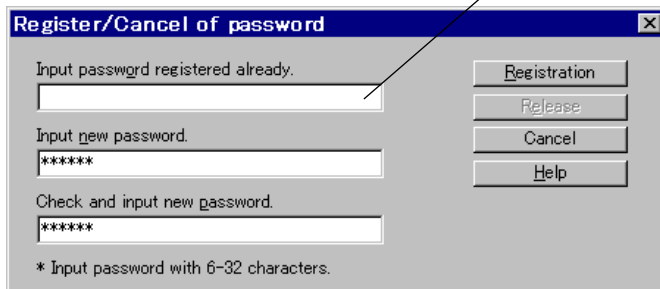 Register/Cancel of password
Input password registered already.
Registration
Release
Input new password.
Cancel
******
Help
Check and input new password.
******
* Input password with 6-32 characters.